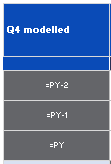 Q4 modelled
=PY-2
=PY-1
=PY